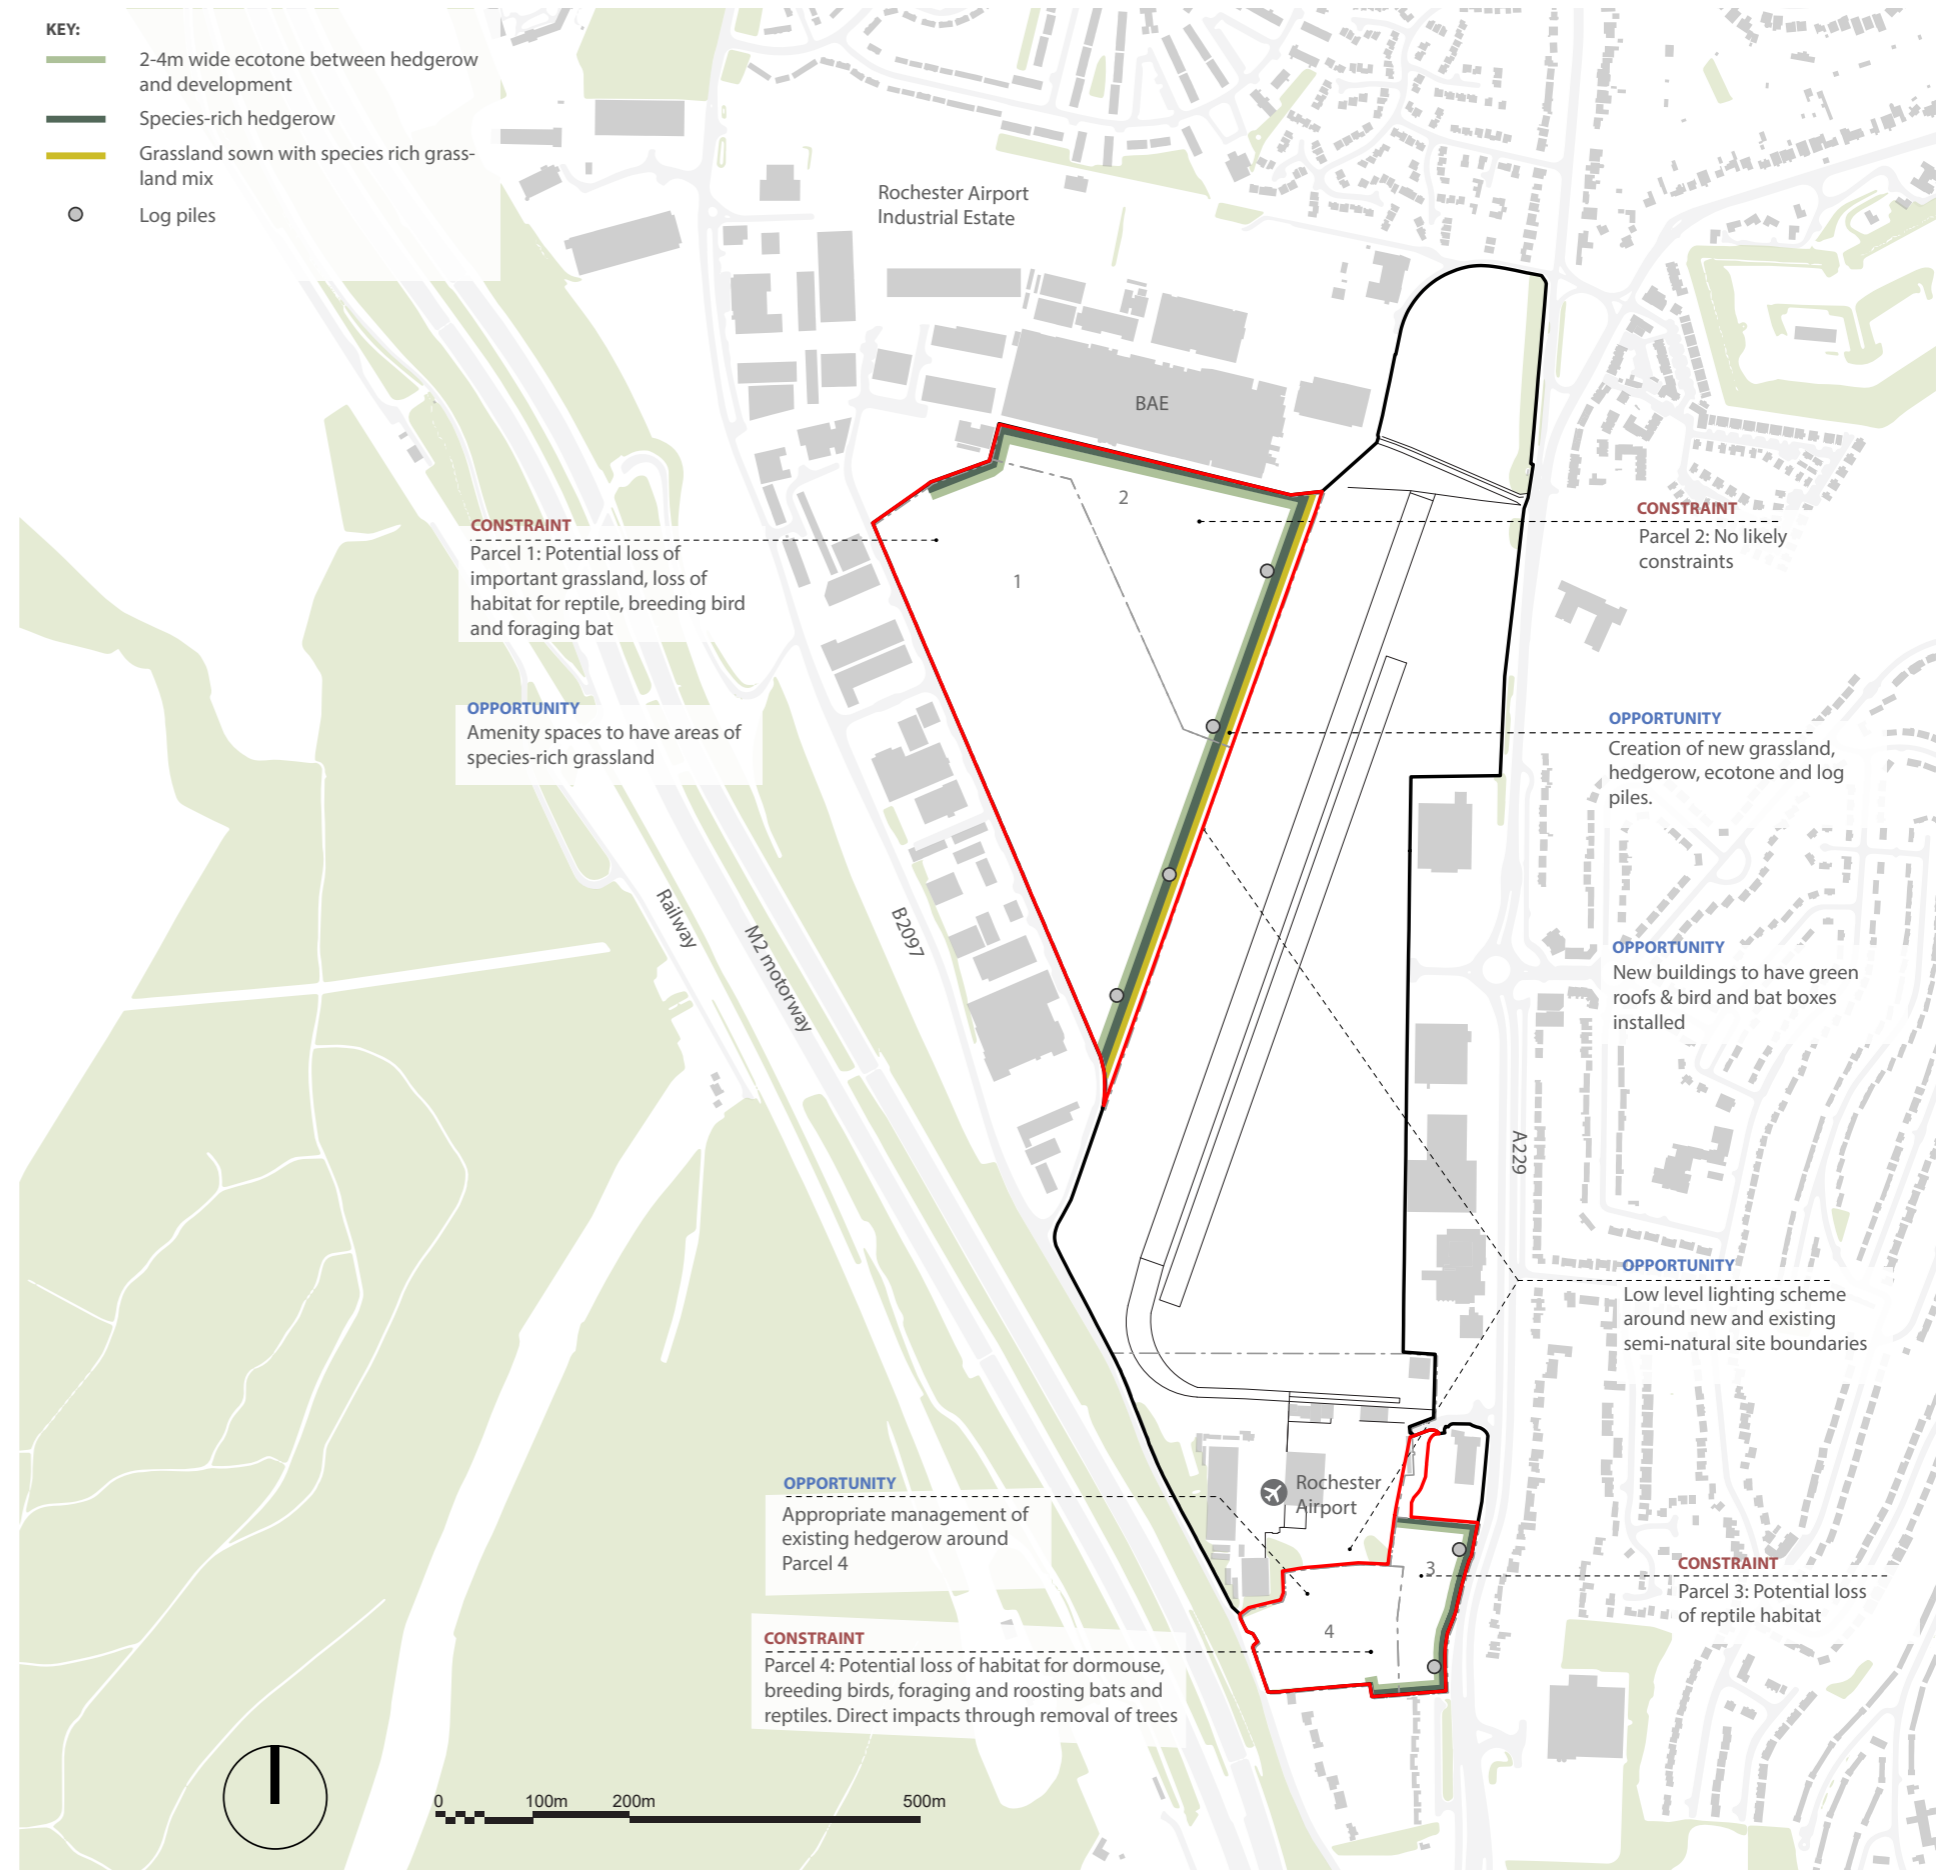 KEY:
2-4m wide ecotone between hedgerow
and development
Species-rich hedgerow
Grassland sown with species rich grass-
land mix
Log piles
Rochester Airport
Industrial Estate
BAE
2
1
CONSTRAINT
Parcel 1: Potential loss of
important grassland, loss of
habitat for reptile, breeding bird
and foraging bat
CONSTRAINT
Parcel 2: No likely
constraints
OPPORTUNITY
Amenity spaces to have areas of
species-rich grassland
OPPORTUNITY
Creation of new grassland,
hedgerow, ecotone and log
piles.
Railway
M2 motorway
B2097
OPPORTUNITY
New buildings to have green
roofs & bird and bat boxes
installed
A229
OPPORTUNITY
Low level lighting scheme
around new and existing
semi-natural site boundaries
OPPORTUNITY
Appropriate management of
existing hedgerow around
Parcel 4
Rochester
Airport
3
4
CONSTRAINT
Parcel 3: Potential loss
of reptile habitat
CONSTRAINT
Parcel 4: Potential loss of habitat for dormouse,
breeding birds, foraging and roosting bats and
reptiles. Direct impacts through removal of trees
0 100m 200m 500m